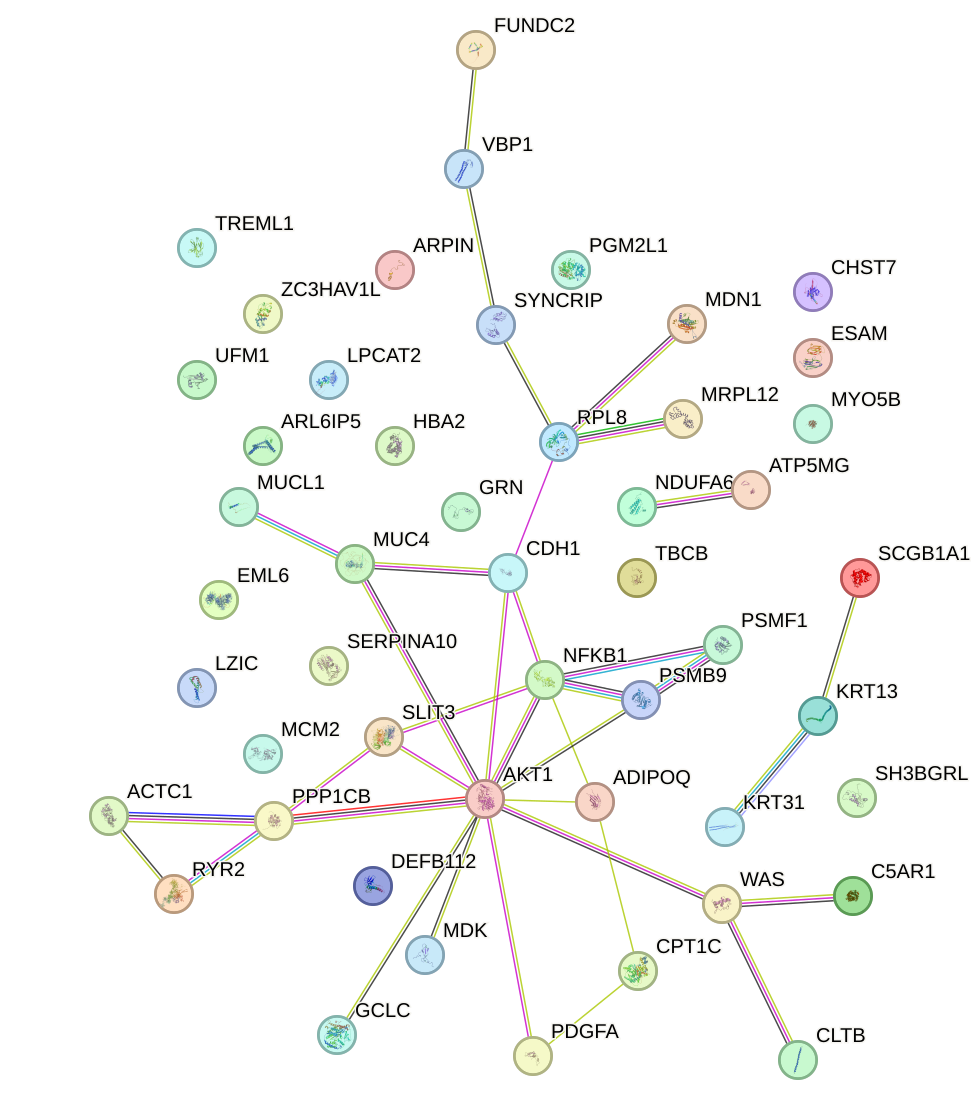 FUNDC2
VBP1
TREML1
ARPIN
PGM2L1
CHST7
ZC3HAV1L
SYNCRIP
MDN1
ESAM
UFM1
LPCAT2
MRPL12
MYO5B
ARL6IP5
HBA2
RPL8
ATP5MG
MUCL1
GRN
NDUFA6
MUC4
CDH1
TBCB
SCGB1A1
EML6
SERPINA10
NFKB1
PSMF1
LZIC
PSMB9
KRT13
SLIT3
MCM2
AKT1
ADIPOQ
SH3BGRL
ACTC1
PPP1CB
KRT31
RYR2
DEFB112
WAS
C5AR1
MDK
CPT1C
GCLC
PDGFA
CLTB